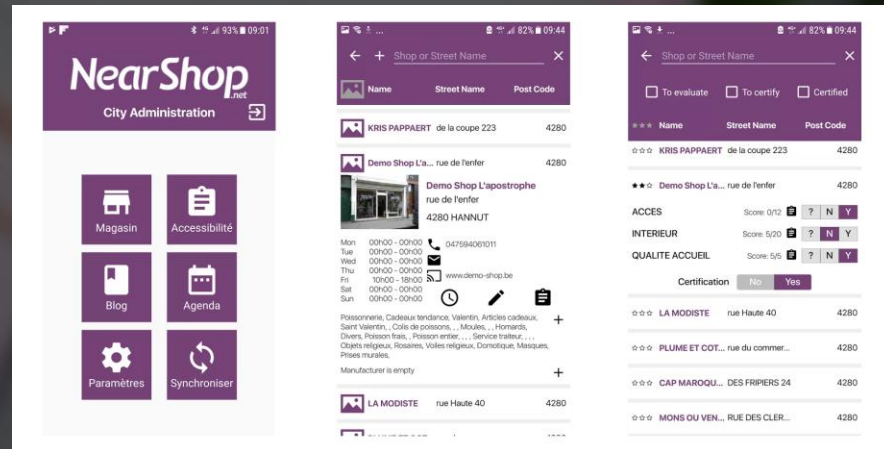 93% 09:01
NearShop
.net
City Administration
Magasin
Accessibilité
Blog
Agenda
Paramètres
Synchroniser
... 82% 09:44
Shop or Street Name
Name Street Name Post Code
KRIS PAPPAERT de la coupe 223 4280
Demo Shop L'a... rue de l'enfer 4280
Demo Shop L'apostrophe
rue de l'enfer
4280 HANNUT
Mon 00h00 - 00h00
Tue 00h00 - 00h00
Wed 00h00 - 00h00
Thu 00h00 - 00h00
Fri 10h00 - 18h00
Sat 00h00 - 00h00
Sun 00h00 - 00h00
047594061011
www.demo-shop.be
Poissonnerie, Cadeaux tendance, Valentin, Articles cadeaux,
Saint Valentin, , Colis de poissons, , , Moules, , , Homards,
Divers, Poisson frais, , Poisson entier, , , , Service traiteur, , , ,
Objets religieux, Rosaires, Voiles religieux, Domotique, Masques,
Prises murales,
Manufacturer is empty
LA MODISTE rue Haute 40 4280
... 82% 09:44
Shop or Street Name
To evaluate To certify Certified
Name Street Name Post Code
KRIS PAPPAERT de la coupe 223 4280
Demo Shop L'a... rue de l'enfer 4280
ACCES Score: 0/12 ? N Y
INTERIEUR Score: 5/20 ? N Y
QUALITE ACCUEIL Score: 5/5 ? N Y
Certification No Yes
LA MODISTE rue Haute 40 4280
PLUME ET COT... rue du commer... 4280
CAP MAROQU... DES FRIPIERS 24 4280
MONS OU VEN... RUE DES CLER... 4280